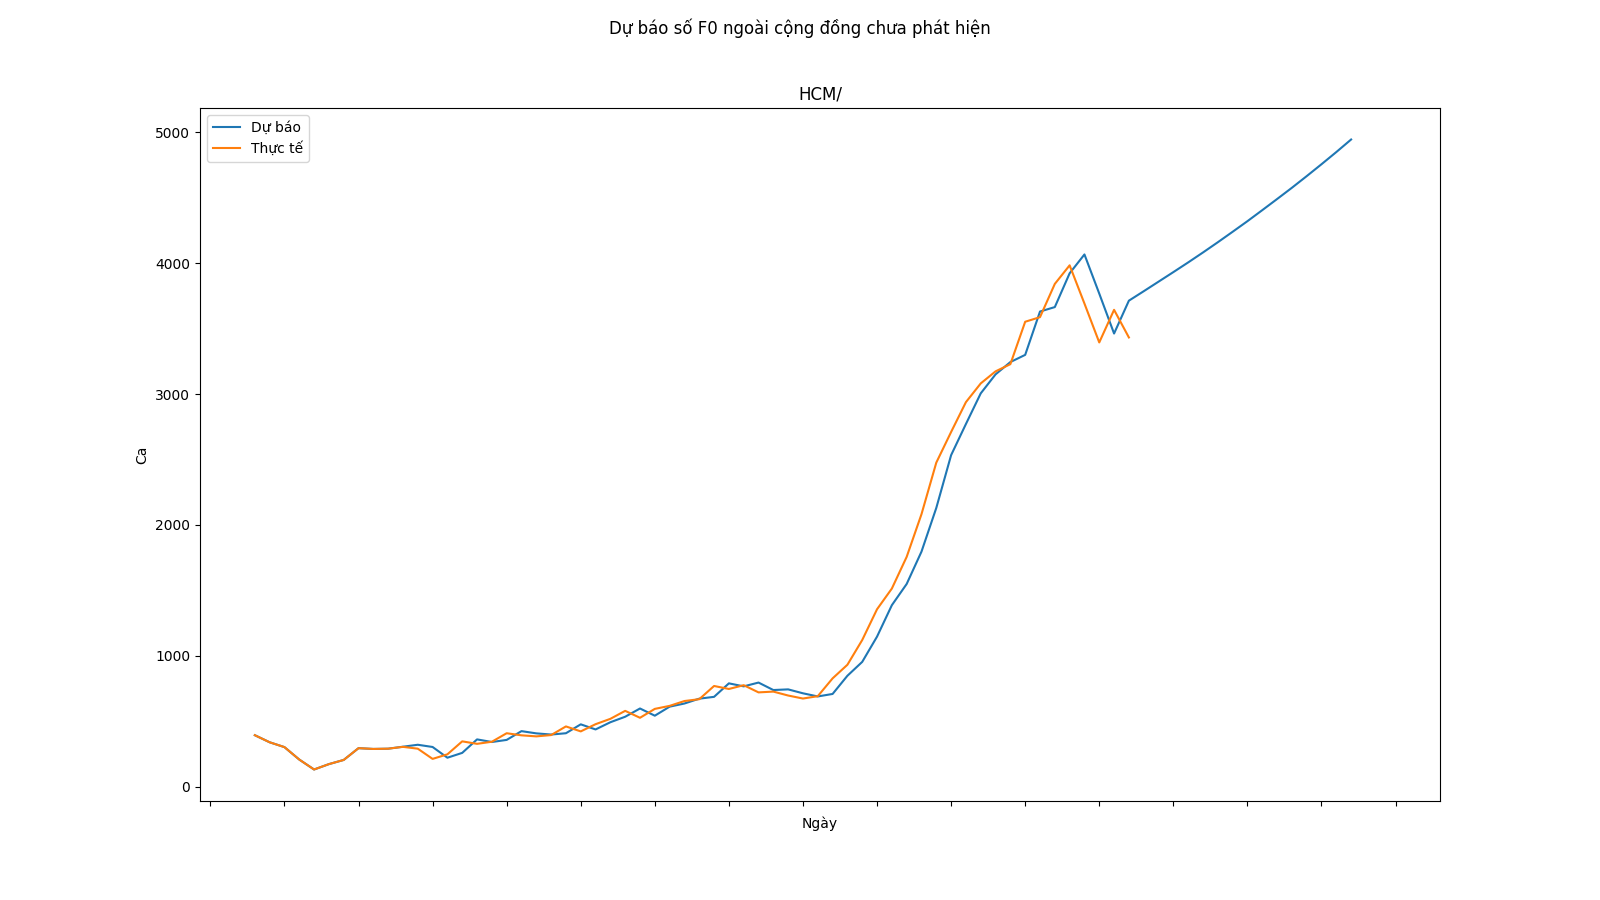 Dự báo số F0 ngoài cộng đồng chưa phát hiện
HCM/
Dự báo
Thực tế
5000
4000
3000
2000
1000
0
Ca
Ngày